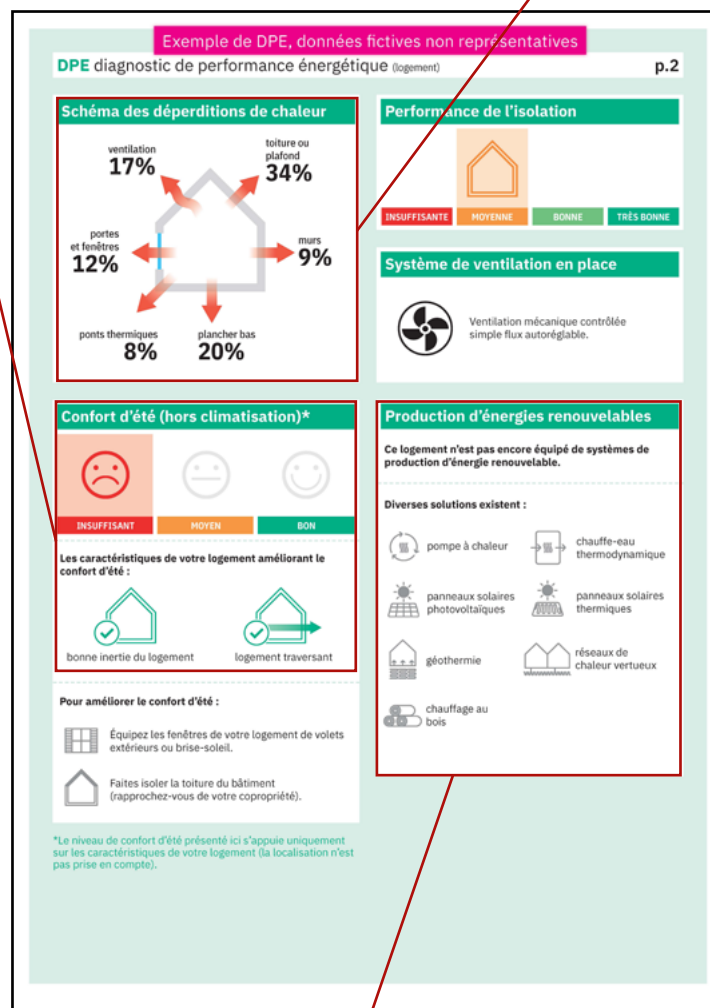 Exemple de DPE, données fictives non représentatives
DPE diagnostic de performance énergétique (logement)
p.2
Schéma des déperditions de chaleur
ventilation
17%
toiture ou
plafond
34%
portes
et fenêtres
12%
murs
9%
ponts thermiques
8%
plancher bas
20%
Performance de l'isolation
INSUFFISANTE
MOYENNE
BONNE
TRÈS BONNE
Système de ventilation en place
Ventilation mécanique contrôlée
simple flux autoréglable.
Confort d'été (hors climatisation)*
INSUFFISANT
MOYEN
BON
Les caractéristiques de votre logement améliorant le
confort d'été :
bonne inertie du logement
logement traversant
Pour améliorer le confort d'été :
Équipez les fenêtres de votre logement de volets
extérieurs ou brise-soleil.
Faites isoler la toiture du bâtiment
(rapprochez-vous de votre copropriété).
*Le niveau de confort d'été présenté ici s'appuie uniquement
sur les caractéristiques de votre logement (la localisation n'est
pas prise en compte).
Production d'énergies renouvelables
Ce logement n'est pas encore équipé de systèmes de
production d'énergie renouvelable.
Diverses solutions existent :
pompe à chaleur
chauffe-eau
thermodynamique
panneaux solaires
photovoltaïques
panneaux solaires
thermiques
géothermie
réseaux de
chaleur vertueux
chauffage au
bois